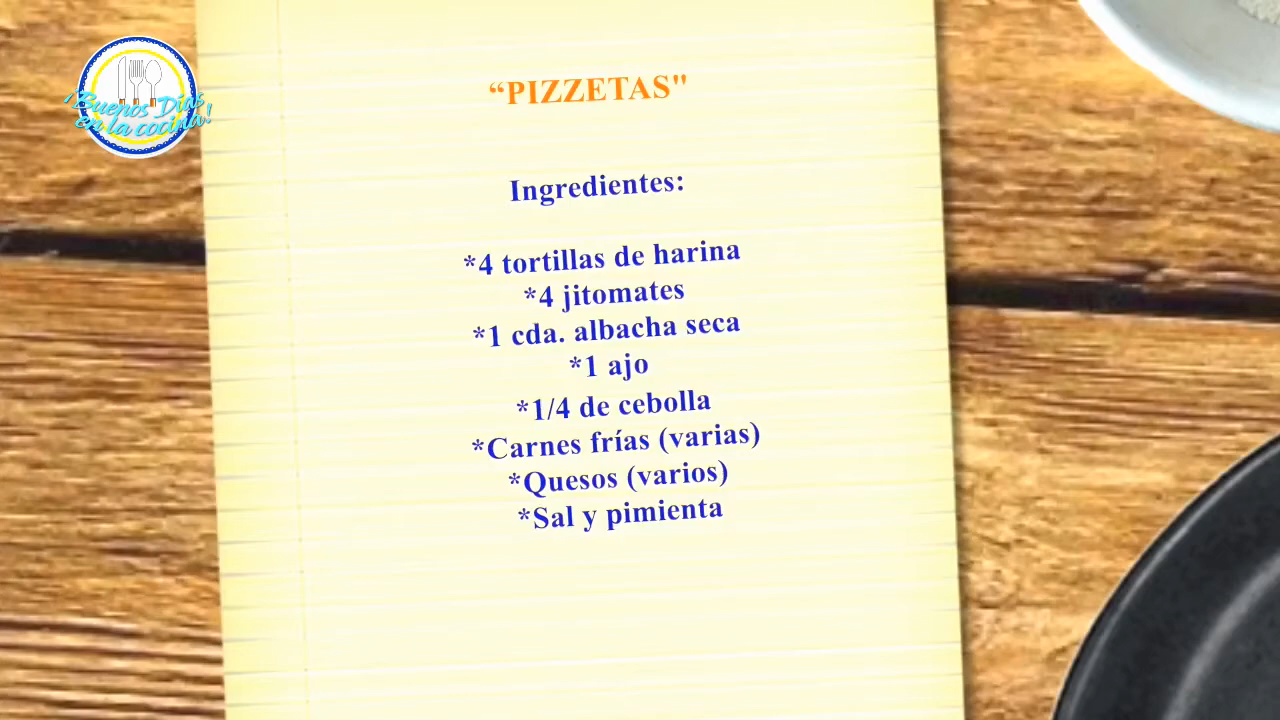 ¡Buenos Días
en la cocina!
“PIZZETAS"
Ingredientes:
*4 tortillas de harina
*4 jitomates
*1 cda. albacha seca
*1 ajo
*1/4 de cebolla
*Carnes frías (varias)
*Quesos (varios)
*Sal y pimienta